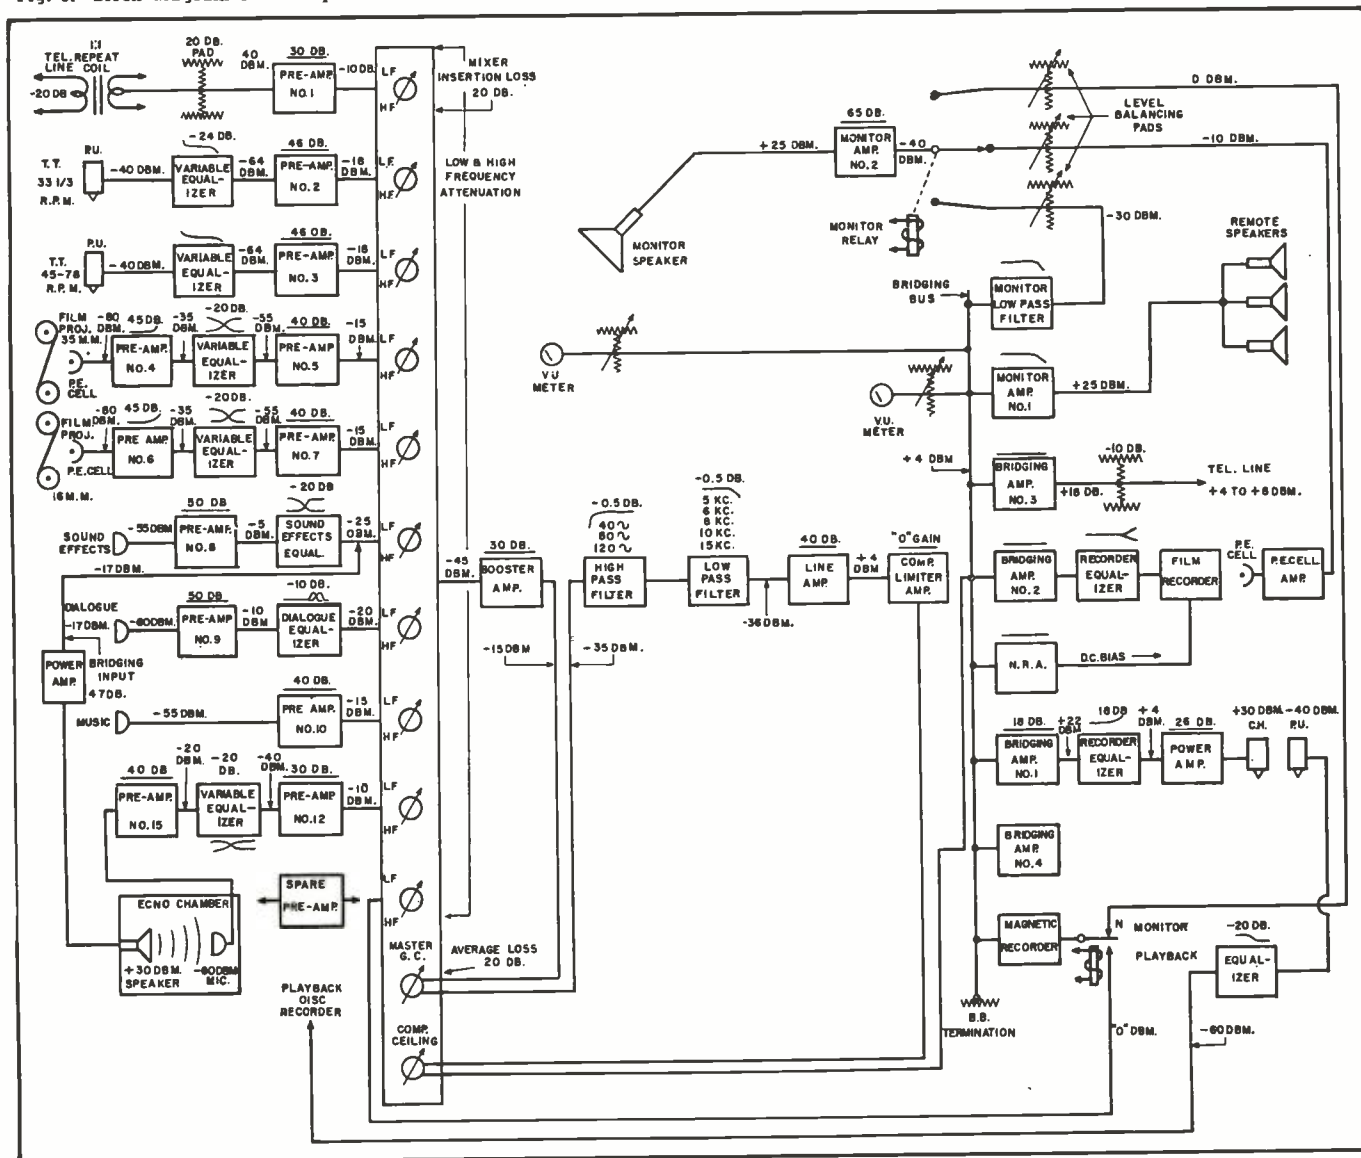 1:1
TEL. REPEAT
LINE COIL
-20 DB
20 DB.
PAD
40
DBM.
30 DB.
PRE-AMP.
NO.1
-10 DB.
LF
HF
MIXER
INSERTION LOSS
20 DB.
T.T.
33 1/3
R.P.M.
P.U.
-40 DBM.
-24 DB.
VARIABLE
EQUAL-
IZER
-64
DBM.
46 DB.
PRE-AMP.
NO.2
-18
DBM.
L.F.
H.F.
LOW & HIGH
FREQUENCY
ATTENUATION
T.T.
45-78
R.P.M.
P.U.
-40 DBM.
VARIABLE
EQUAL-
IZER
-64
DBM.
46 DB.
PRE-AMP.
NO.3
-18
DBM.
LF
HF
FILM
PROJ.
35 M.M.
P.E.
CELL
-80
DBM.
45 DB.
PRE-AMP.
NO.4
-35
DBM.
-20 DB.
VARIABLE
EQUAL-
IZER
-55
DBM.
40 DB.
PRE-AMP.
NO.5
-15
DBM.
LF
HF
FILM
PROJ.
P.E.CELL
16 M.M.
-80
DBM.
45 DB.
PRE AMP.
NO.6
-35
DBM.
-20 DB.
VARIABLE
EQUAL-
IZER
-55
DBM.
40 DB.
PRE-AMP.
NO.7
-15
DBM.
LF
HF
SOUND
EFFECTS
-55 DBM
50 DB
PRE-AMP.
NO.8
-5
DBM.
-20 DB
SOUND
EFFECTS
EQUAL.
-25
DBM.
LF
HF
-17 DBM.
DIALOGUE
-17 DBM.
-60 DBM.
50 DB.
PRE-AMP
NO.9
-10
DBM
-10 DB.
DIALOGUE
EQUAL-
IZER
-20
DBM.
LF
HF
POWER
AMP.
BRIDGING
INPUT
47 DB.
MUSIC
-55 DBM.
40 DB.
PRE AMP.
NO.10
-15
DBM.
LF
HF
40 DB
PRE-AMP.
NO.15
-20
DBM.
-20
DB.
VARIABLE
EQUAL-
IZER
-40
DBM.
30 DB.
PRE-AMP
NO.12
-10
DBM.
LF
HF
ECNO CHAMBER
+30 DBM.
SPEAKER
-60 DBM
MIC.
SPARE
PRE-AMP.
LF
HF
MASTER
G.C.
AVERAGE LOSS
20 DB.
COMP.
CEILING
PLAYBACK
DISC
RECORDER
-45
DBM.
30 DB.
BOOSTER
AMP.
-15 DBM
-35 DBM.
-0.5 DB.
40
80
120
HIGH
PASS
FILTER
-0.5 DB.
5 KC.
6 KC.
8 KC.
10 KC.
15 KC.
LOW
PASS
FILTER
-36 DBM.
40 DB.
LINE
AMP.
+4
DBM
"0" GAIN
COMP.
LIMITER
AMP.
MONITOR
SPEAKER
+25 DBM.
65 DB.
MONITOR
AMP.
NO.2
-40
DBM.
MONITOR
RELAY
LEVEL
BALANCING
PADS
0 DBM.
-10 DBM.
-30 DBM.
REMOTE
SPEAKERS
BRIDGING
BUS
MONITOR
LOW PASS
FILTER
V.U
METER
V.U.
METER
MONITOR
AMP.
NO.1
+25 DBM.
+4 DBM
BRIDGING
AMP.
NO.3
+18 DB.
-10 DB.
TEL. LINE
+4 TO +8 DBM.
BRIDGING
AMP.
NO.2
RECORDER
EQUAL-
IZER
FILM
RECORDER
P.E.
CELL
P.E.CELL
AMP.
N.R.A.
D.C. BIAS
18 DB.
BRIDGING
AMP.
NO.1
+22
DBM
18 DB
RECORDER
EQUAL-
IZER
+4
DBM.
26 DB.
POWER
AMP.
+30 DBM.
C.H.
-40 DBM.
P.U.
BRIDGING
AMP.
NO.4
MAGNETIC
RECORDER
N
MONITOR
PLAYBACK
-20 DB.
EQUAL-
IZER
B.B.
TERMINATION
"0" DBM.
-60 DBM.